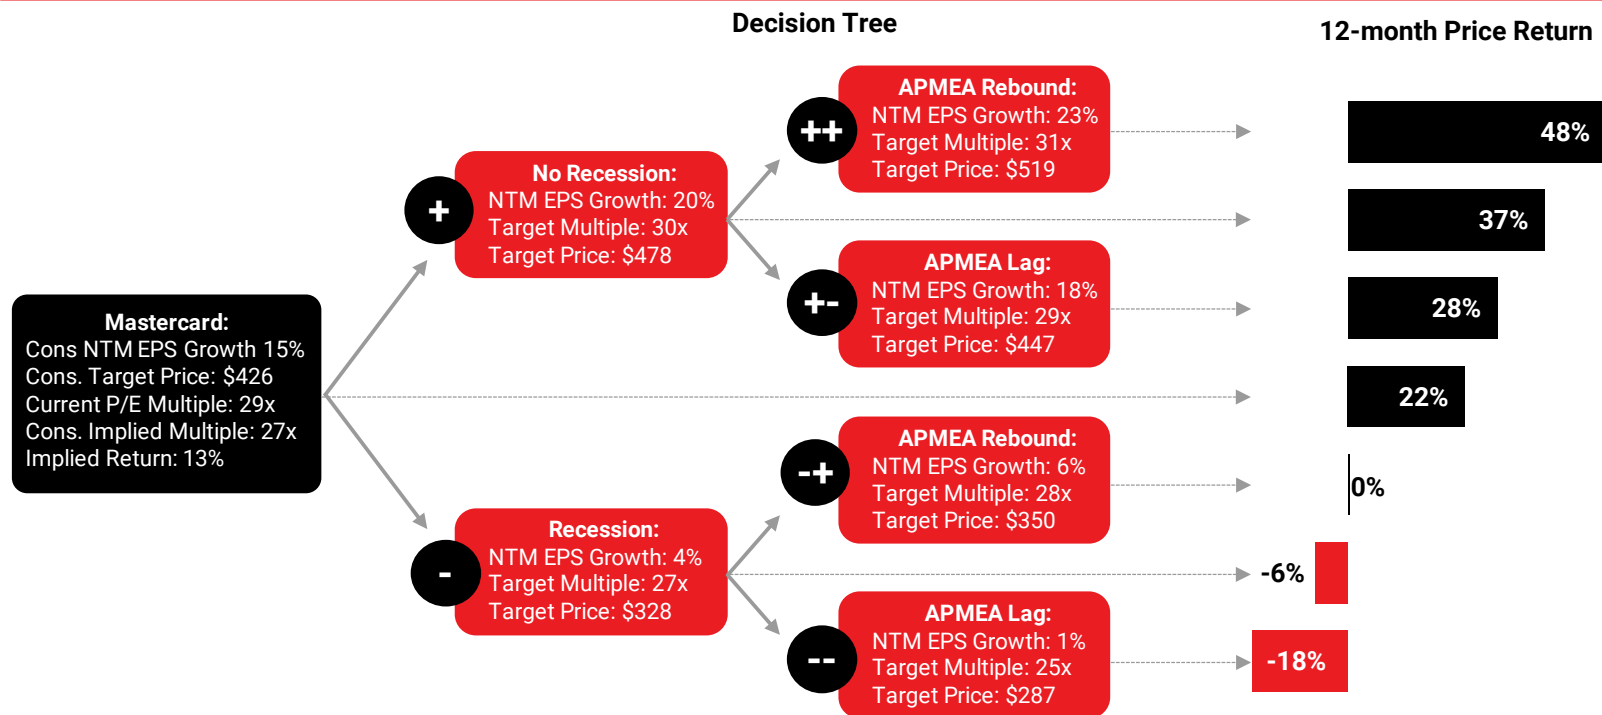 Decision Tree
12-month Price Return
Mastercard:
Cons NTM EPS Growth 15%
Cons. Target Price: $426
Current P/E Multiple: 29x
Cons. Implied Multiple: 27x
Implied Return: 13%
+
No Recession:
NTM EPS Growth: 20%
Target Multiple: 30x
Target Price: $478
-
Recession:
NTM EPS Growth: 4%
Target Multiple: 27x
Target Price: $328
++
APMEA Rebound:
NTM EPS Growth: 23%
Target Multiple: 31x
Target Price: $519
+-
APMEA Lag:
NTM EPS Growth: 18%
Target Multiple: 29x
Target Price: $447
-+
APMEA Rebound:
NTM EPS Growth: 6%
Target Multiple: 28x
Target Price: $350
--
APMEA Lag:
NTM EPS Growth: 1%
Target Multiple: 25x
Target Price: $287
48%
37%
28%
22%
0%
-6%
-18%